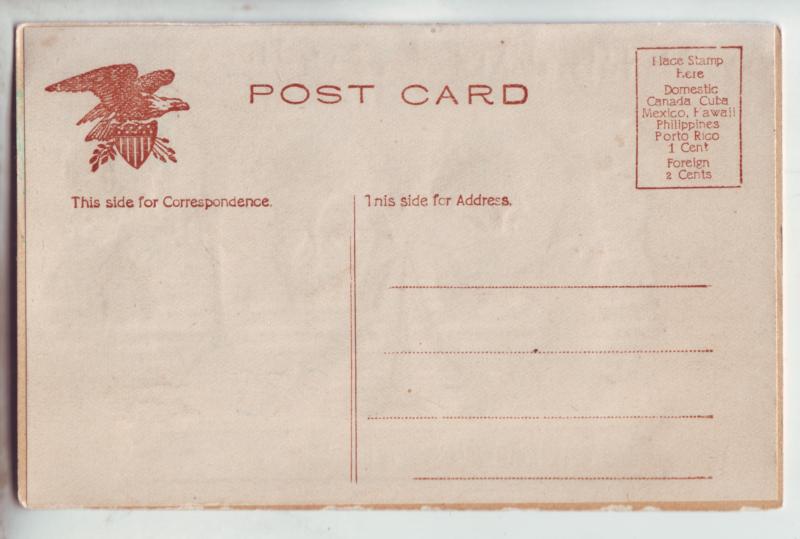 POST CARD
Place Stamp
here
Domestic
Canada Cuba
Mexico, Hawaii
Philippines
Porto Rico
1 Cent
Foreign
2 Cents
This side for Correspondence.
This side for Address.